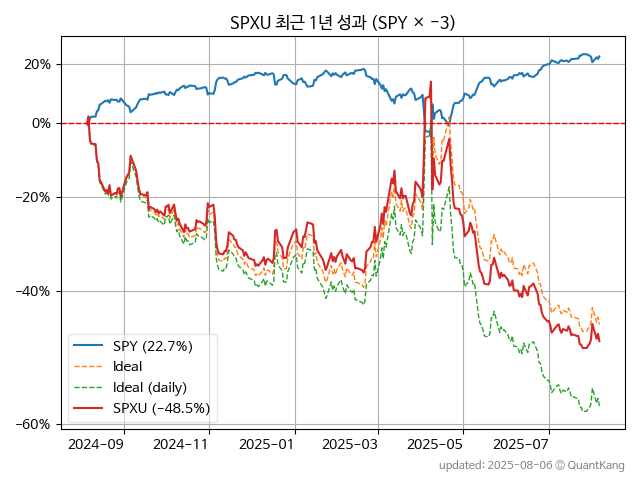 SPXU 최근 1년 성과 (SPY × −3)
20%
0%
−20%
−40%
−60%
SPY (22.7%)
Ideal
Ideal (daily)
SPXU (−48.5%)
2024-09
2024-11
2025-01
2025-03
2025-05
2025-07
updated: 2025-08-06 © QuantKang